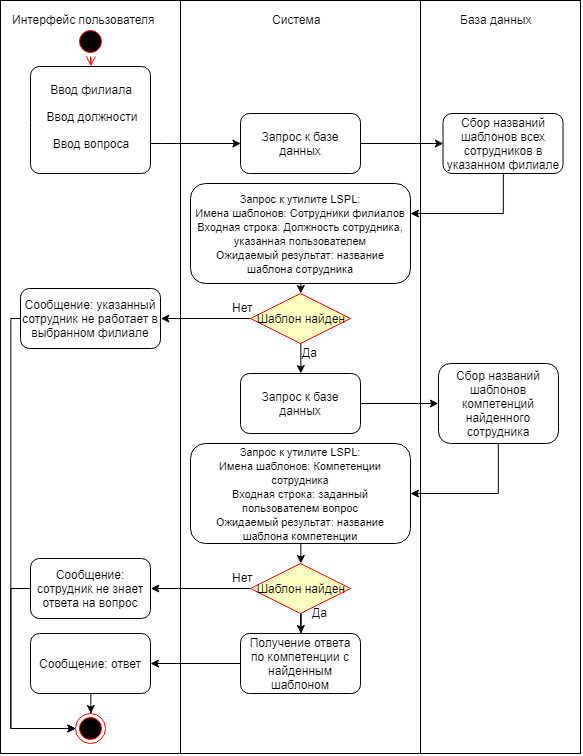 Интерфейс пользователя
Система
База данных
Ввод филиала
Ввод должности
Ввод вопроса
Запрос к базе
данных
Сбор названий
шаблонов всех
сотрудников в
указанном филиале
Запрос к утилите LSPL:
Имена шаблонов: Сотрудники филиалов
Входная строка: Должность сотрудника,
указанная пользователем
Ожидаемый результат: название
шаблона сотрудника
Шаблон найден
Нет
Сообщение: указанный
сотрудник не работает в
выбранном филиале
Да
Запрос к базе
данных
Сбор названий
шаблонов
компетенций
найденного
сотрудника
Запрос к утилите LSPL:
Имена шаблонов: Компетенции
сотрудника
Входная строка: заданный
пользователем вопрос
Ожидаемый результат: название
шаблона компетенции
Шаблон найден
Нет
Сообщение:
сотрудник не знает
ответа на вопрос
Да
Получение ответа
по компетенции с
найденным
шаблоном
Сообщение: ответ